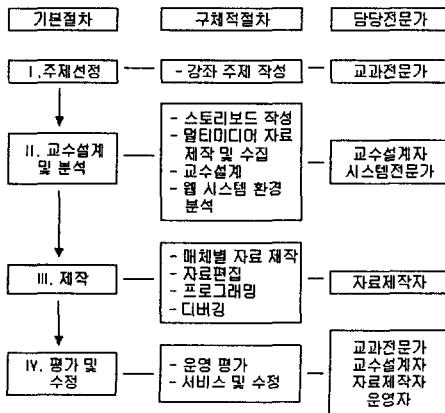 기본절차 구체적절차 담당전문가
Ⅰ.주제선정 - 강좌 주제 작성 교과전문가
- 스토리보드 작성
- 멀티미디어 자료
제작 및 수집
Ⅱ. 교수설계
및 분석
- 교수설계
- 웹 시스템 환경
분석
교수설계자
시스템전문가
- 매체별 자료 제작
- 자료편집
- 프로그래밍
- 디버깅
Ⅲ. 제작
자료제작자
Ⅳ. 평가 및
수정
- 운영 평가
- 서비스 및 수정
교과전문가
교수설계자
자료제작자
운영자